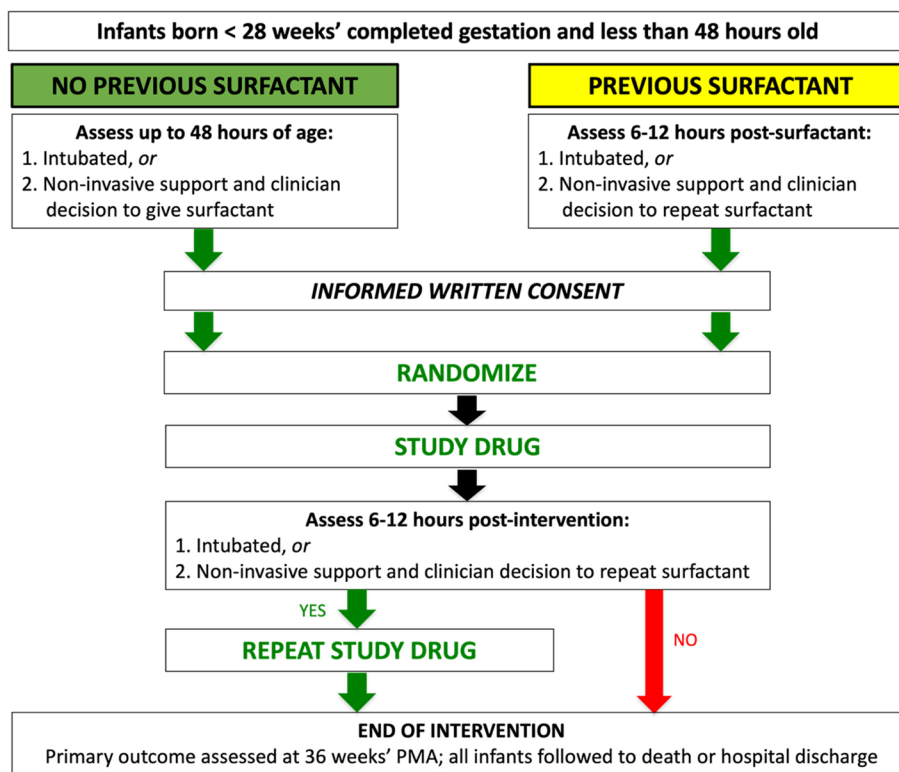 Infants born < 28 weeks’ completed gestation and less than 48 hours old
NO PREVIOUS SURFACTANT
Assess up to 48 hours of age:
1. Intubated, or
2. Non-invasive support and clinician
decision to give surfactant
PREVIOUS SURFACTANT
Assess 6-12 hours post-surfactant:
1. Intubated, or
2. Non-invasive support and clinician
decision to repeat surfactant
INFORMED WRITTEN CONSENT
RANDOMIZE
STUDY DRUG
Assess 6-12 hours post-intervention:
1. Intubated, or
2. Non-invasive support and clinician decision to repeat surfactant
YES
NO
REPEAT STUDY DRUG
END OF INTERVENTION
Primary outcome assessed at 36 weeks’ PMA; all infants followed to death or hospital discharge